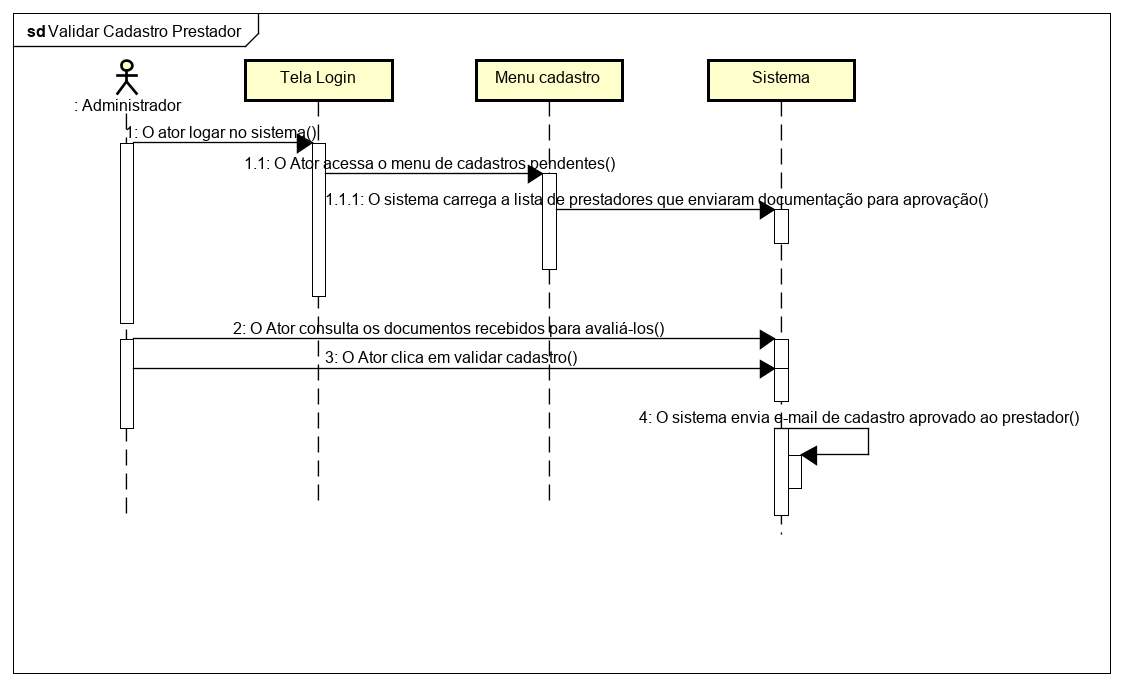 sd Validar Cadastro Prestador
: Administrador
Tela Login
Menu cadastro
Sistema
1: O ator logar no sistema()
1.1: O Ator acessa o menu de cadastros pendentes()
1.1.1: O sistema carrega a lista de prestadores que enviaram documentação para aprovação()
2: O Ator consulta os documentos recebidos para avaliá-los()
3: O Ator clica em validar cadastro()
4: O sistema envia e-mail de cadastro aprovado ao prestador()